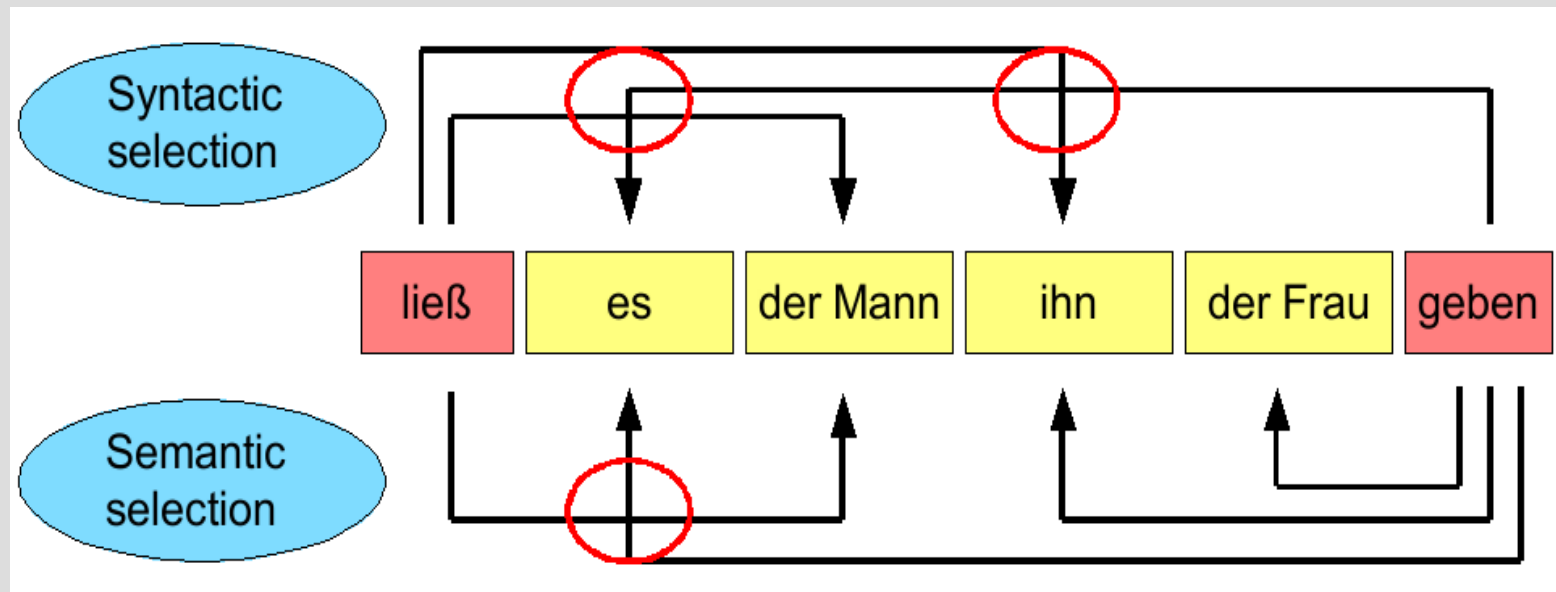 Syntactic
selection
ließ es der Mann ihn der Frau geben
Semantic
selection